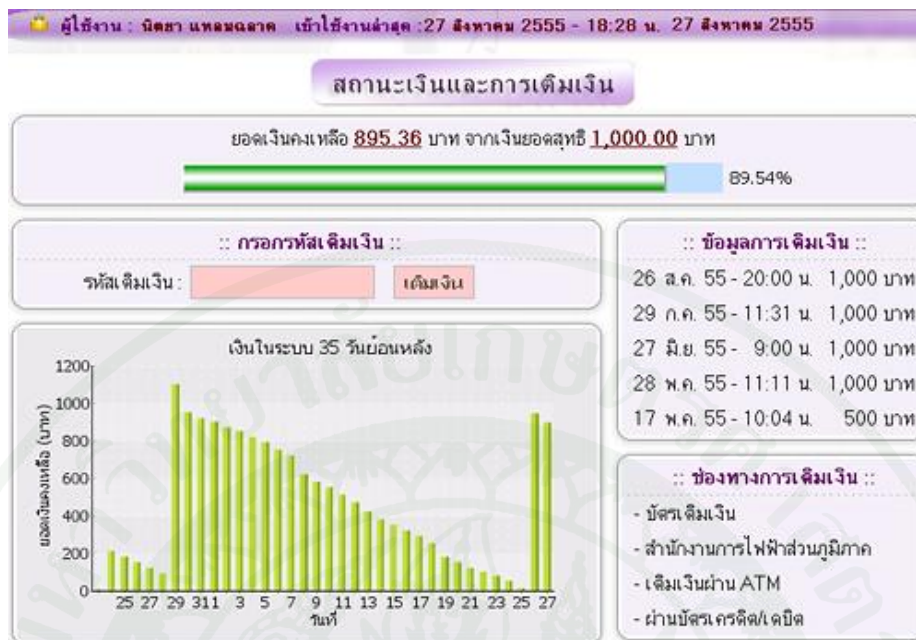 ผู้ใช้งาน : นิตยา แหลมฉลาด เข้าใช้งานล่าสุด :27 สิงหาคม 2555 - 18:28 น. 27 สิงหาคม 2555
สถานะเงินและการเติมเงิน
ยอดเงินคงเหลือ 895.36 บาท จากเงินยอดสุทธิ 1,000.00 บาท
89.54%
:: กรอกรหัสเติมเงิน ::
รหัสเติมเงิน : เติมเงิน
:: ข้อมูลการเติมเงิน ::
26 ส.ค. 55 - 20:00 น. 1,000 บาท
29 ก.ค. 55 - 11:31 น. 1,000 บาท
27 มิ.ย. 55 - 9:00 น. 1,000 บาท
28 พ.ค. 55 - 11:11 น. 1,000 บาท
17 พ.ค. 55 - 10:04 น. 500 บาท
เงินในระบบ 35 วันย้อนหลัง
1200
1000
800
600
400
200
0
ยอดเงินคงเหลือ (บาท)
25 27 29 311 3 5 7 9 11 13 15 17 19 21 23 25 27
วันที่
:: ช่องทางการเติมเงิน ::
- บัตรเติมเงิน
- สำนักงานการไฟฟ้าส่วนภูมิภาค
- เติมเงินผ่าน ATM
- ผ่านบัตรเครดิต/เดบิต